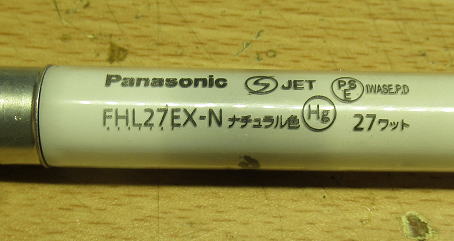 Panasonic S JET PSE IWASE.P.D
FHL27EX-N ナチュラル色 Hg 27ワット